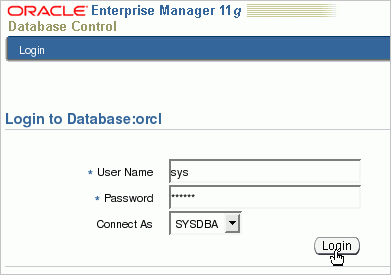 ORACLE Enterprise Manager 11g
Database Control
Login
Login to Database:orcl
* User Name sys
* Password ******
Connect As SYSDBA
Login